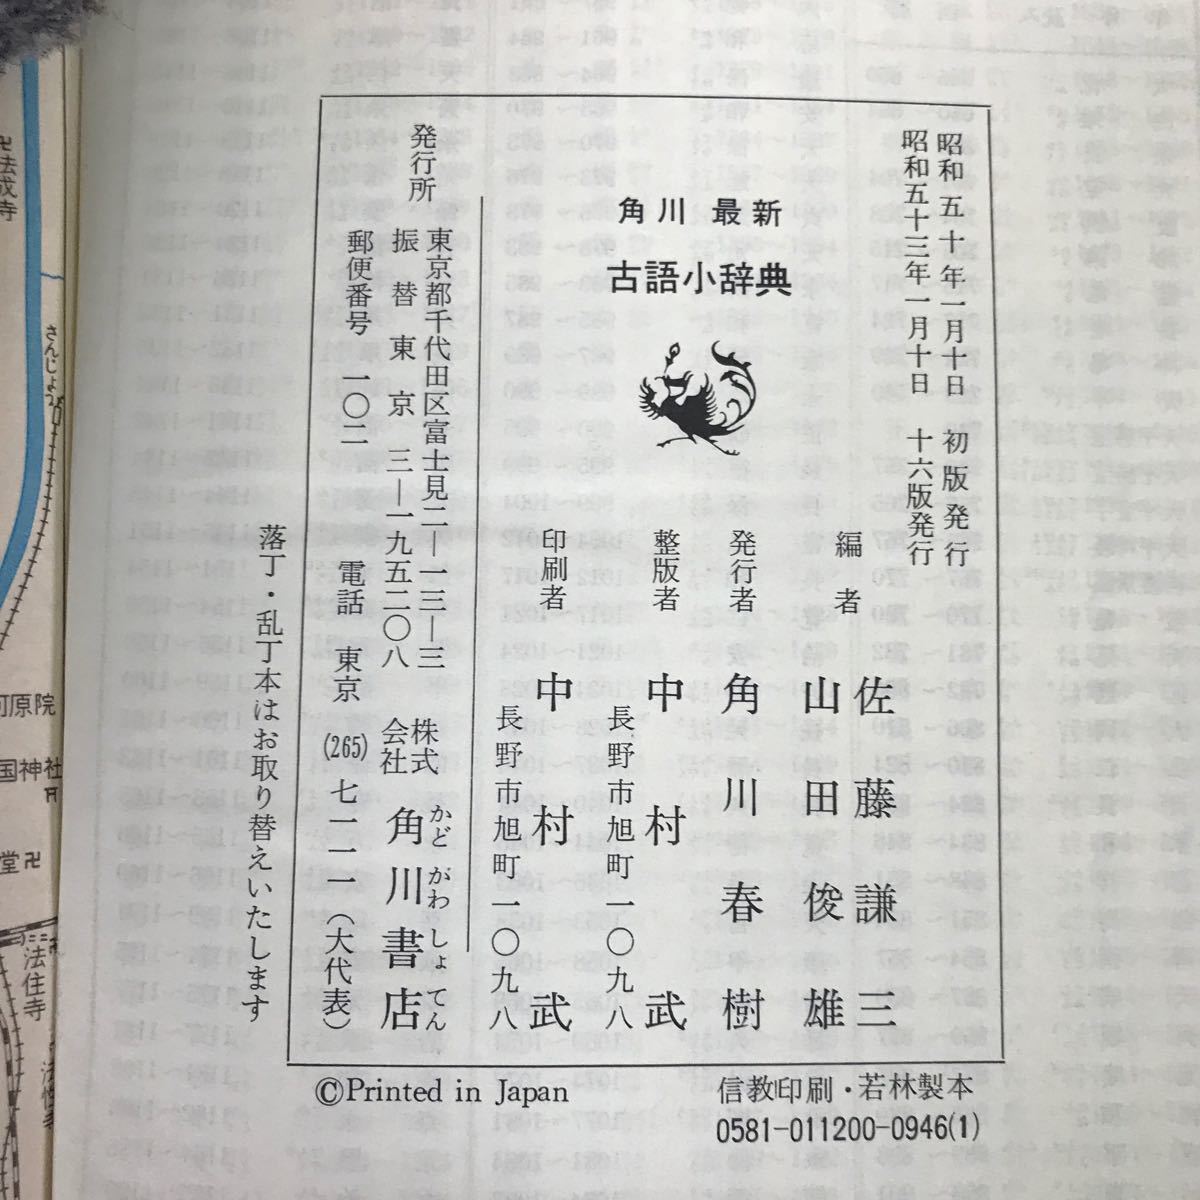 昭和五十年一月十日　初版発行
昭和五十三年一月十日　十六版発行
角川 最新
古語小辞典
編者
佐藤謙三
山田俊雄
発行者 角川春樹
整版者 中村武
長野市旭町一〇九八
印刷者 中村武
長野市旭町一〇九八
発行所
東京都千代田区富士見二―一三―三
振替東京三―一九五二〇八
郵便番号 一〇二
電話 東京 (265) 七一一一（大代表）
株式会社 角川書店
かどがわしょてん
落丁・乱丁本はお取り替えいたします
©Printed in Japan
信教印刷・若林製本
0581-011200-0946(1)
さんじょう
河原院
法住寺